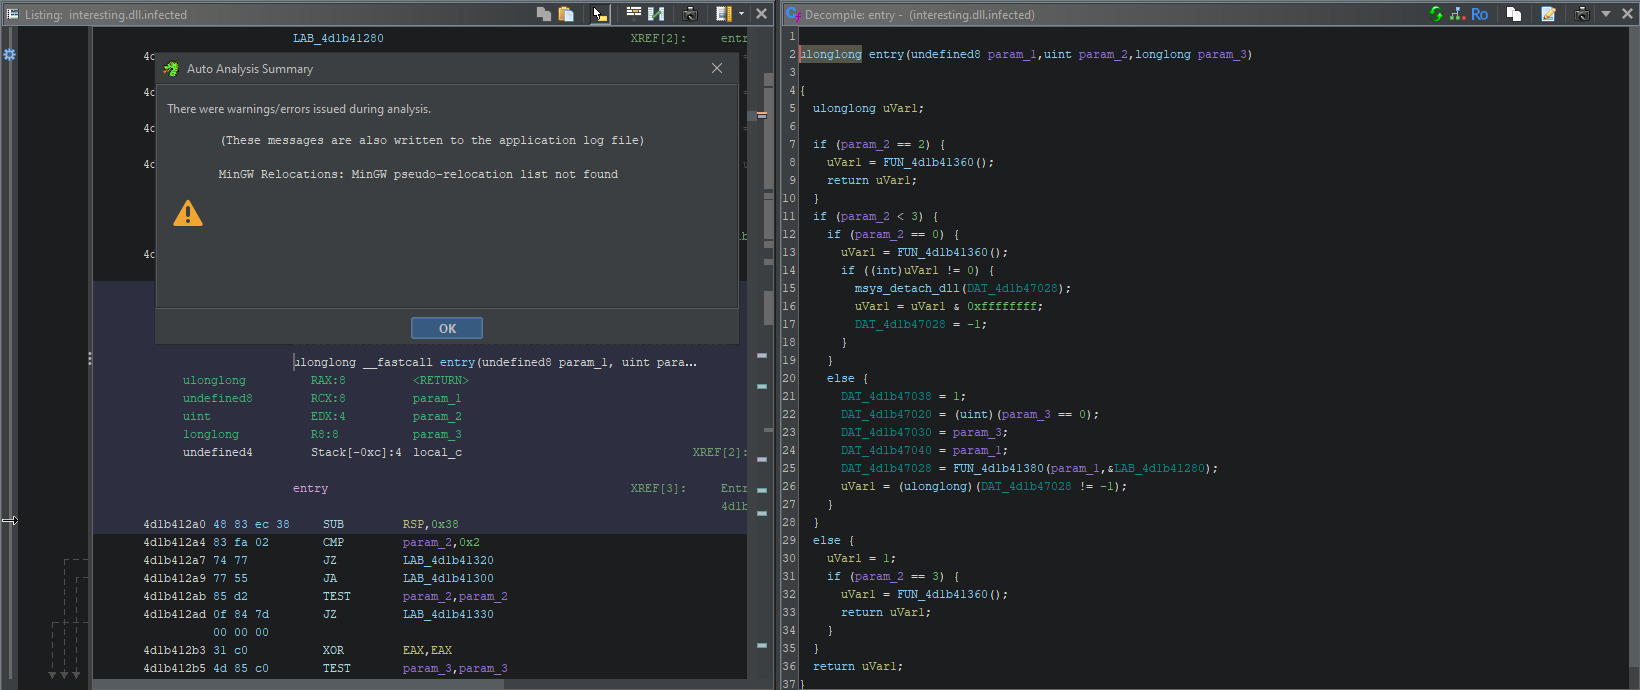 Listing: interesting.dll.infected
LAB_4d1b41280 XREF[2]: entr
4c
Auto Analysis Summary
There were warnings/errors issued during analysis.
(These messages are also written to the application log file)
MinGW Relocations: MinGW pseudo-relocation list not found
OK
4c
4c
4c
4c
ulonglong __fastcall entry(undefined8 param_1, uint para...
ulonglong RAX:8 <RETURN>
undefined8 RCX:8 param_1
uint EDX:4 param_2
longlong R8:8 param_3
undefined4 Stack[-0xc]:4 local_c XREF[2]:
entry XREF[3]: Entr
4d1b
4d1b412a0 48 83 ec 38 SUB RSP,0x38
4d1b412a4 83 fa 02 CMP param_2,0x2
4d1b412a7 74 77 JZ LAB_4d1b41320
4d1b412a9 77 55 JA LAB_4d1b41300
4d1b412ab 85 d2 TEST param_2,param_2
4d1b412ad 0f 84 7d JZ LAB_4d1b41330
00 00 00
4d1b412b3 31 c0 XOR EAX,EAX
4d1b412b5 4d 85 c0 TEST param_3,param_3
Decompile: entry - (interesting.dll.infected)
Ro
1
2 ulonglong entry(undefined8 param_1,uint param_2,longlong param_3)
3
4 {
5 ulonglong uVar1;
6
7 if (param_2 == 2) {
8 uVar1 = FUN_4d1b41360();
9 return uVar1;
10 }
11 if (param_2 < 3) {
12 if (param_2 == 0) {
13 uVar1 = FUN_4d1b41360();
14 if ((int)uVar1 != 0) {
15 msys_detach_dll(DAT_4d1b47028);
16 uVar1 = uVar1 & 0xffffffff;
17 DAT_4d1b47028 = -1;
18 }
19 }
20 else {
21 DAT_4d1b47038 = 1;
22 DAT_4d1b47020 = (uint)(param_3 == 0);
23 DAT_4d1b47030 = param_3;
24 DAT_4d1b47040 = param_1;
25 DAT_4d1b47028 = FUN_4d1b41380(param_1,&LAB_4d1b41280);
26 uVar1 = (ulonglong)(DAT_4d1b47028 != -1);
27 }
28 }
29 else {
30 uVar1 = 1;
31 if (param_2 == 3) {
32 uVar1 = FUN_4d1b41360();
33 return uVar1;
34 }
35 }
36 return uVar1;
37 }